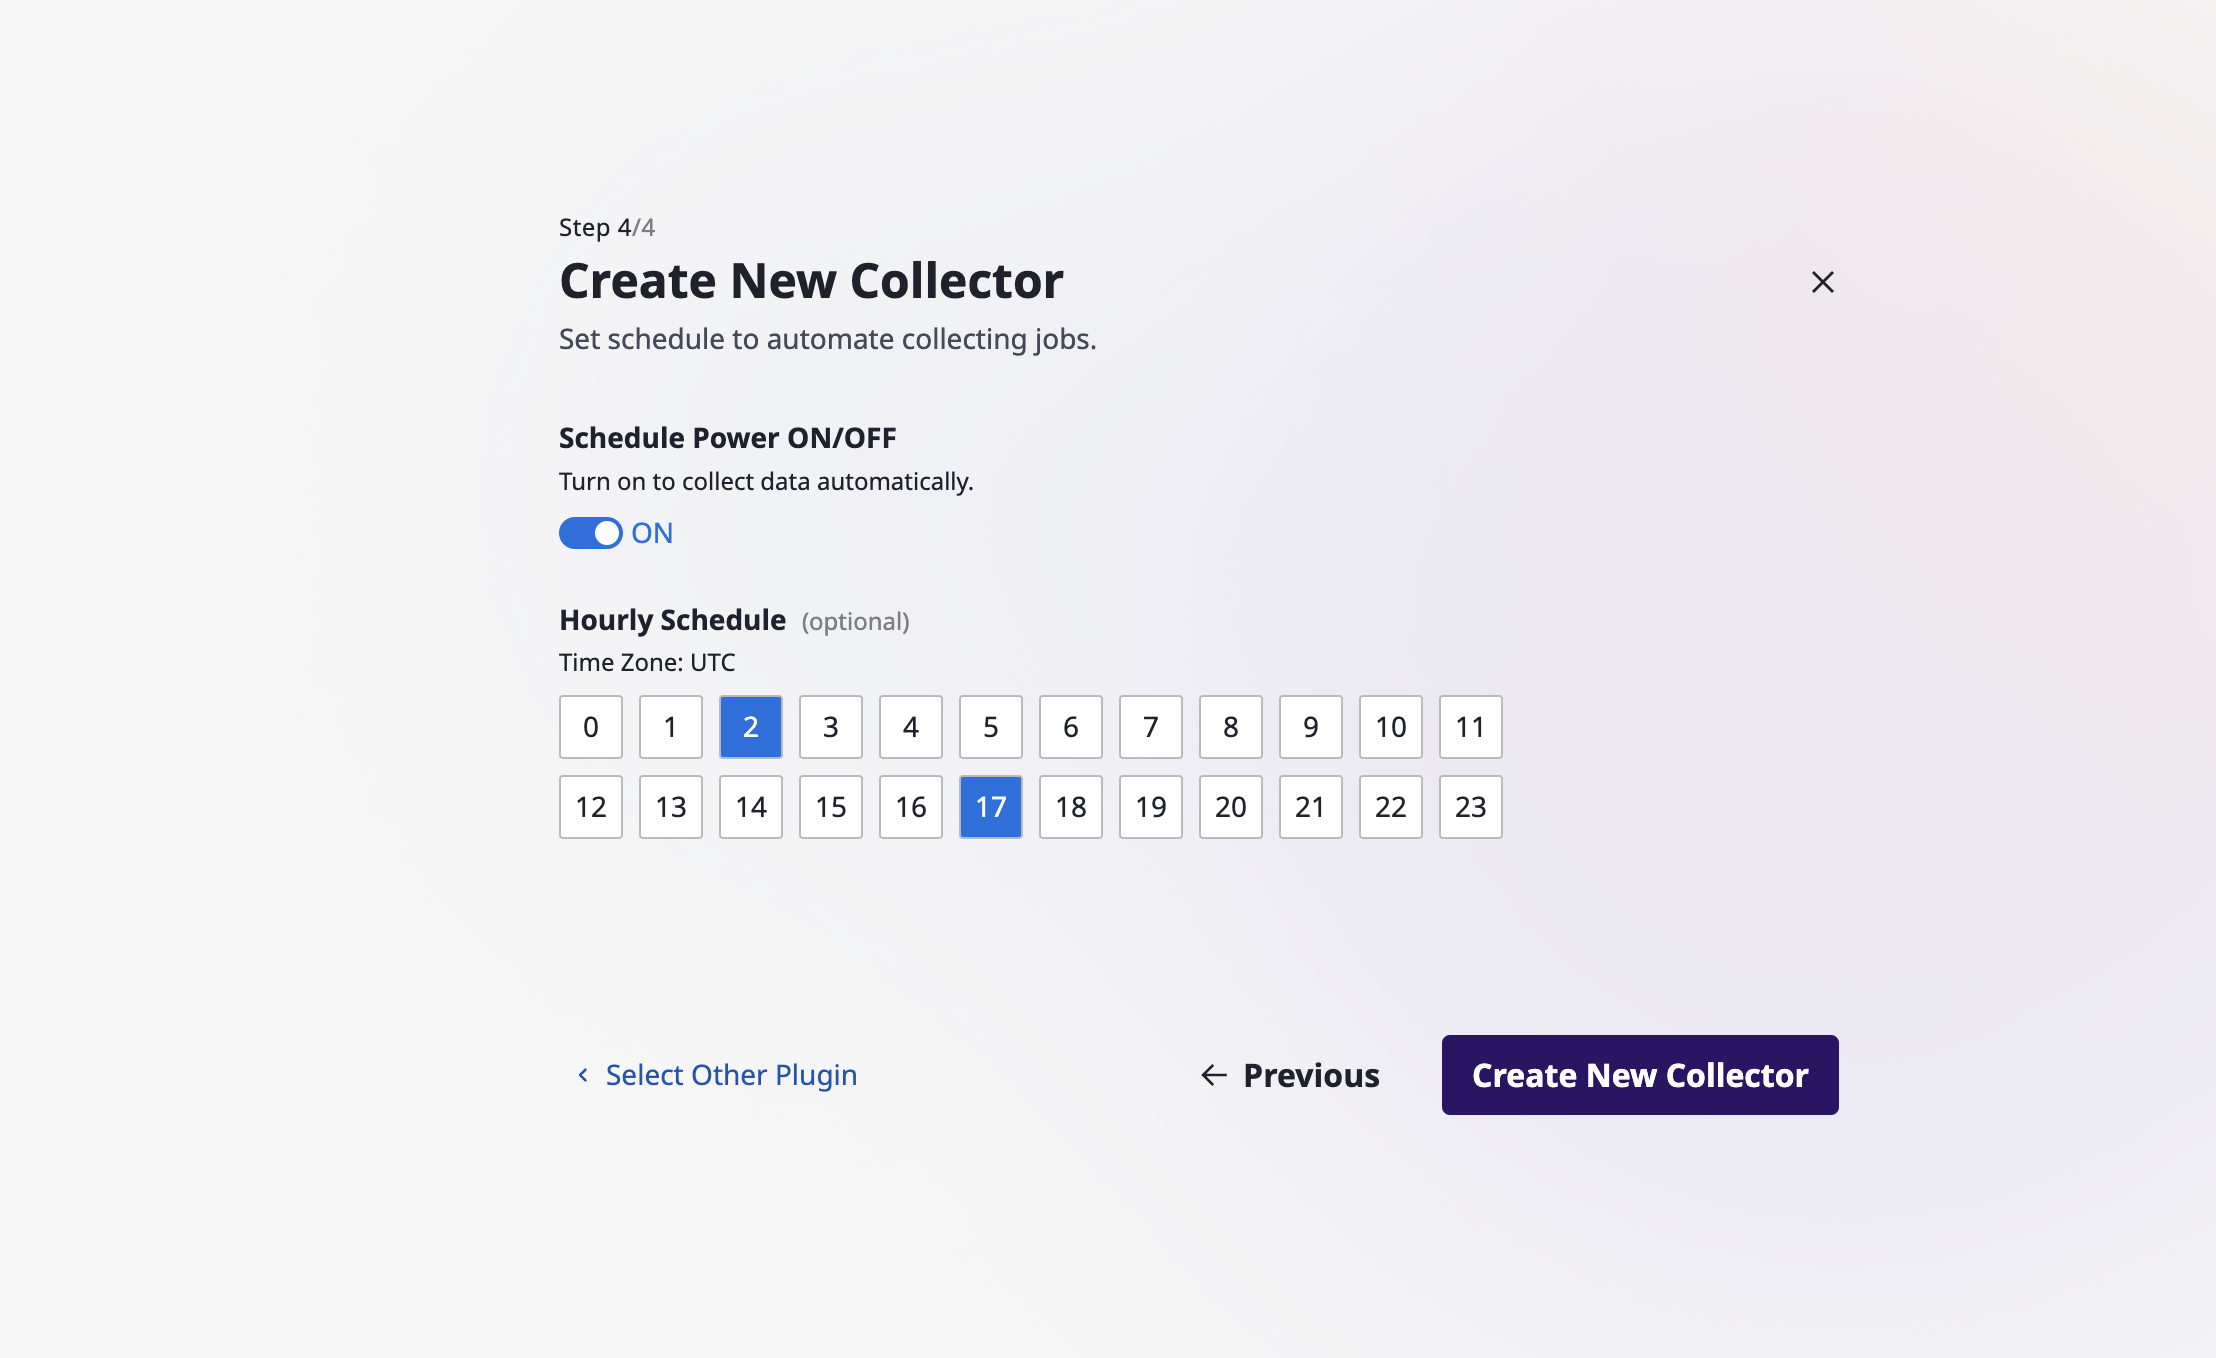 Step 4/4
Create New Collector
Set schedule to automate collecting jobs.
Schedule Power ON/OFF
Turn on to collect data automatically.
ON
Hourly Schedule (optional)
Time Zone: UTC
0 1 2 3 4 5 6 7 8 9 10 11
12 13 14 15 16 17 18 19 20 21 22 23
Select Other Plugin Previous Create New Collector